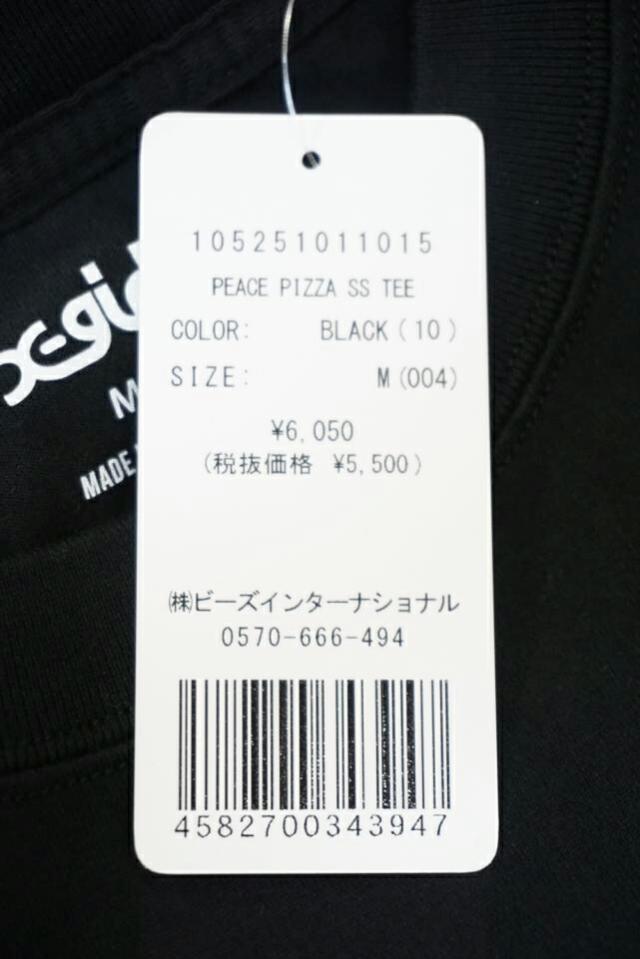 105251011015
PEACE PIZZA SS TEE
COLOR: BLACK(10)
SIZE: M(004)
¥6,050
(税抜価格 ¥5,500)
㈱ビーズインターナショナル
0570-666-494
4582700343947
M
MADE